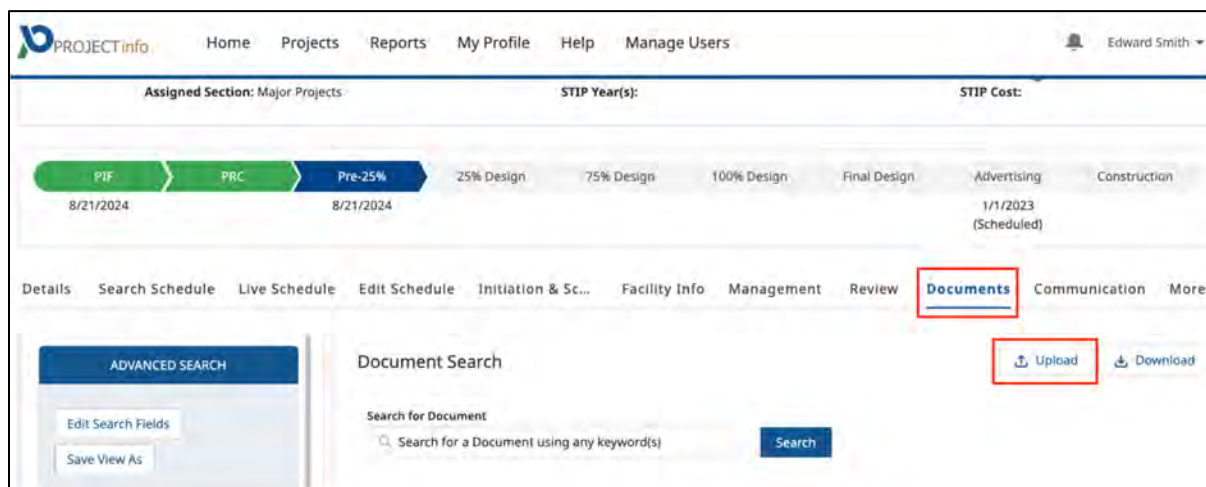 PROJECTinfo Home Projects Reports My Profile Help Manage Users Edward Smith
Assigned Section: Major Projects STIP Year(s): STIP Cost:
PIF PRC Pre-25% 25% Design 75% Design 100% Design Final Design Advertising Construction
8/21/2024 8/21/2024 1/1/2023
(Scheduled)
Details Search Schedule Live Schedule Edit Schedule Initiation & Sc... Facility Info Management Review Documents Communication More
ADVANCED SEARCH Document Search Upload Download
Search for Document
Edit Search Fields Search for a Document using any keyword(s) Search
Save View As